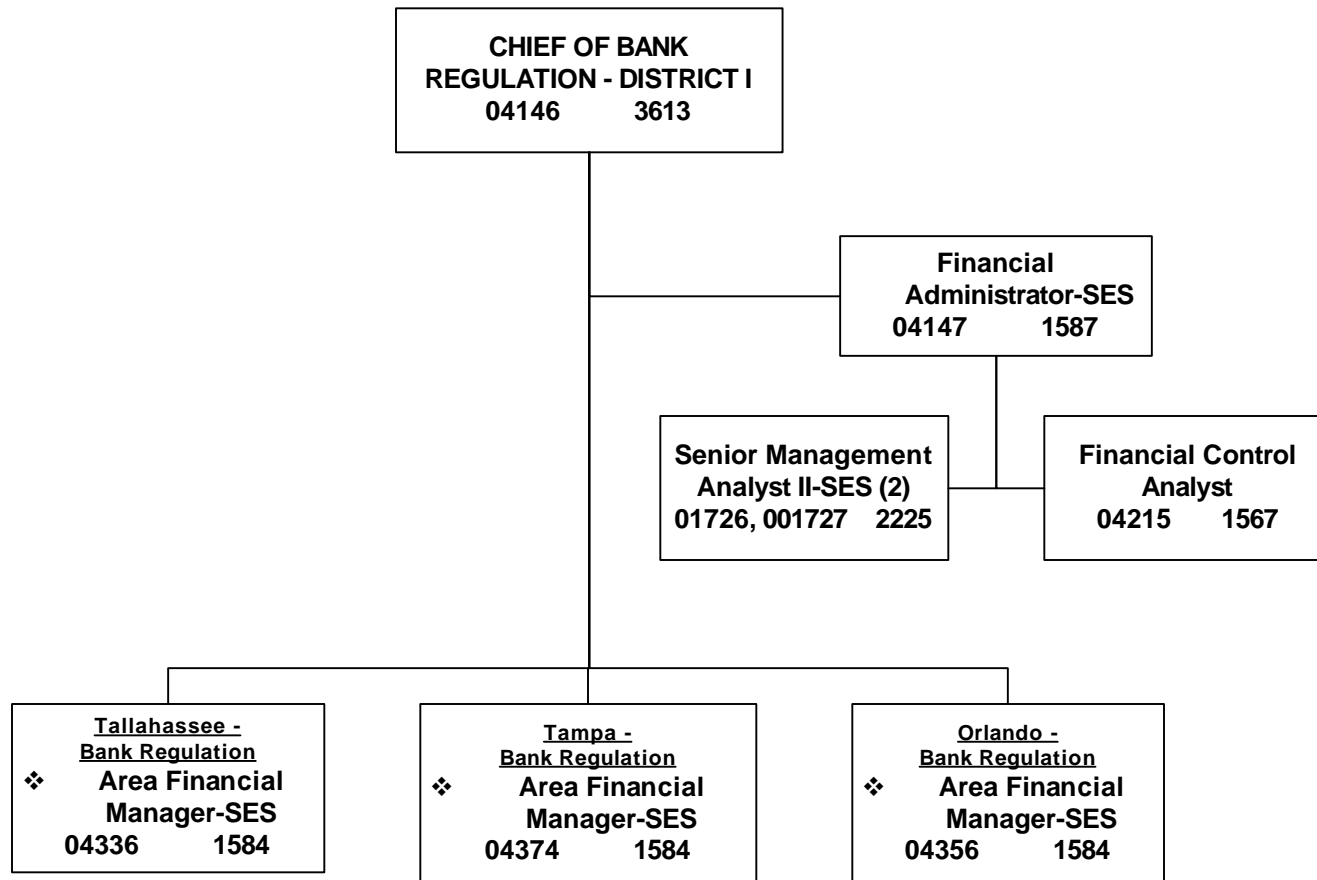 CHIEF OF BANK
REGULATION - DISTRICT I
04146 3613
Financial
Administrator-SES
04147 1587
Senior Management
Analyst II-SES (2)
01726, 001727 2225
Financial Control
Analyst
04215 1567
Tallahassee -
Bank Regulation
❖ Area Financial
Manager-SES
04336 1584
Tampa -
Bank Regulation
❖ Area Financial
Manager-SES
04374 1584
Orlando -
Bank Regulation
❖ Area Financial
Manager-SES
04356 1584